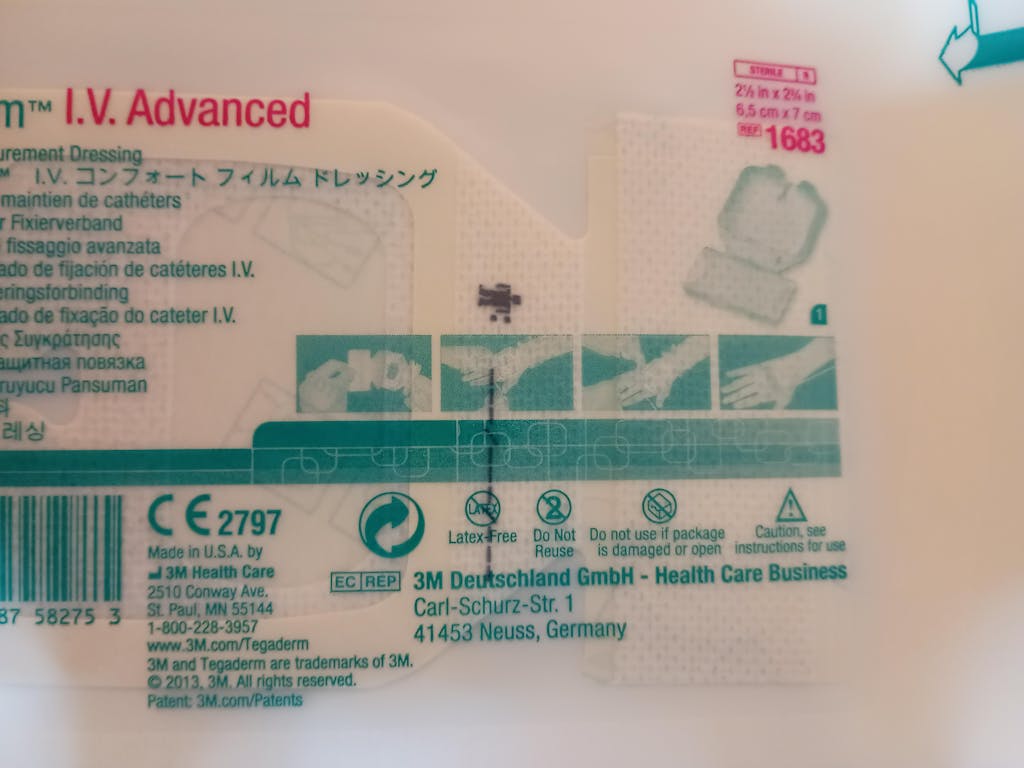 m™ I.V. Advanced
urement Dressing
™ I.V. コンフォート フィルム ドレッシング
maintien de cathéters
r Fixierverband
fissaggio avanzata
ado de fijación de catéteres I.V.
eringsforbinding
ado de fixação do cateter I.V.
ς Συγκράτησης
ащитная повязка
ruyucu Pansuman
레싱
STERILE R
2½ in x 2¾ in
6,5 cm x 7 cm
REF 1683
1
87 58275 3
CE 2797
Made in U.S.A. by
3M Health Care
2510 Conway Ave.
St. Paul, MN 55144
1-800-228-3957
www.3M.com/Tegaderm
3M and Tegaderm are trademarks of 3M.
© 2013, 3M. All rights reserved.
Patent: 3M.com/Patents
LATEX
Latex-Free
2
Do Not
Reuse
Do not use if package
is damaged or open
Caution, see
instructions for use
EC REP
3M Deutschland GmbH - Health Care Business
Carl-Schurz-Str. 1
41453 Neuss, Germany